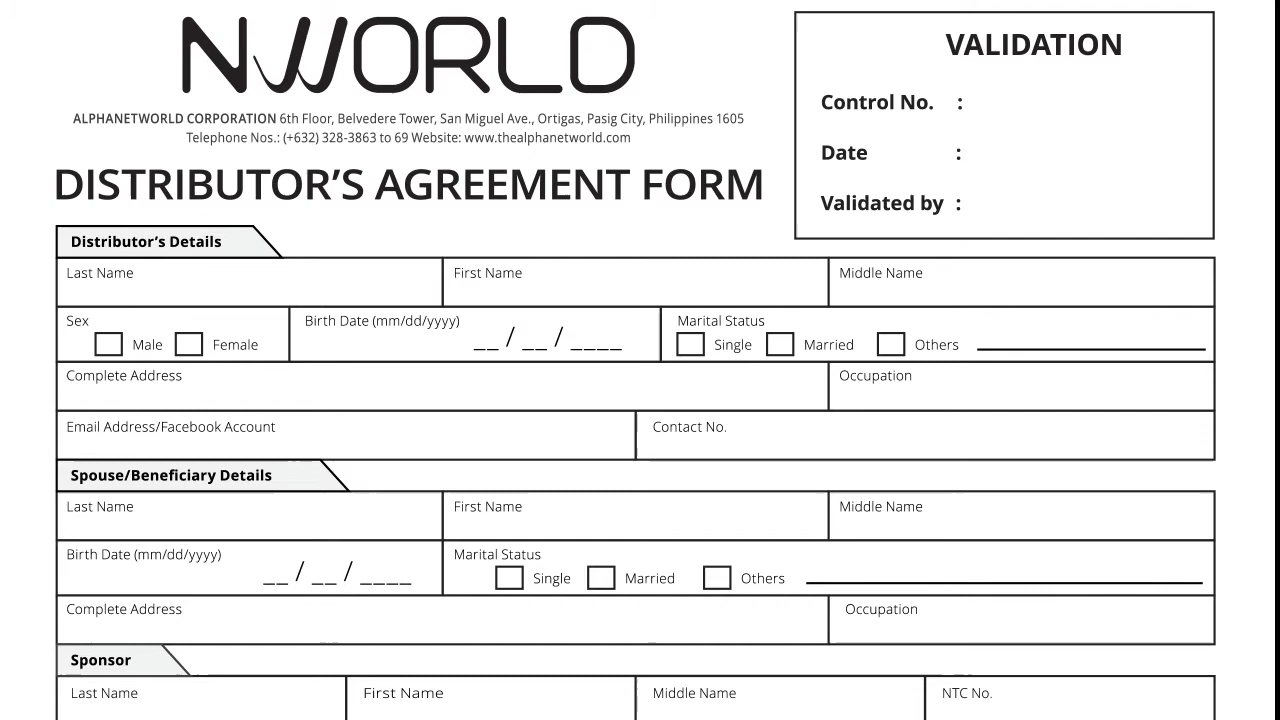 NWORLD
ALPHANETWORLD CORPORATION 6th Floor, Belvedere Tower, San Miguel Ave., Ortigas, Pasig City, Philippines 1605
Telephone Nos.: (+632) 328-3863 to 69 Website: www.thealphanetworld.com
DISTRIBUTOR'S AGREEMENT FORM
VALIDATION
Control No. :
Date :
Validated by :
Distributor's Details
Last Name First Name Middle Name
Sex Birth Date (mm/dd/yyyy) Marital Status
Male Female __ / __ / ____ Single Married Others
Complete Address Occupation
Email Address/Facebook Account Contact No.
Spouse/Beneficiary Details
Last Name First Name Middle Name
Birth Date (mm/dd/yyyy) Marital Status
__ / __ / ____ Single Married Others
Complete Address Occupation
Sponsor
Last Name First Name Middle Name NTC No.